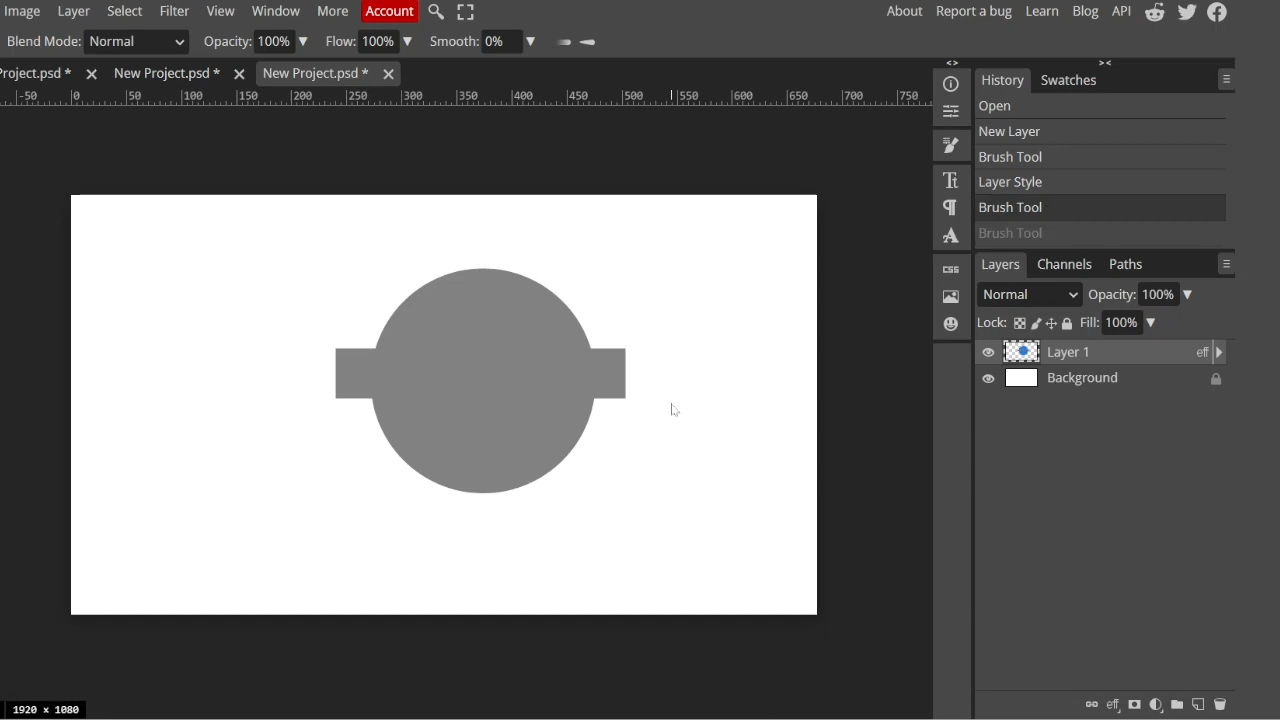 Image Layer Select Filter View Window More Account About Report a bug Learn Blog API
Blend Mode: Normal Opacity: 100% Flow: 100% Smooth: 0%
Project.psd * New Project.psd * New Project.psd *
-50 0 50 100 150 200 250 300 350 400 450 500 550 600 650 700 750
History Swatches
Open
New Layer
Brush Tool
Layer Style
Brush Tool
Brush Tool
CSS
Layers Channels Paths
Normal Opacity: 100%
Lock: Fill: 100%
Layer 1 eff
Background
1920 x 1080
eff